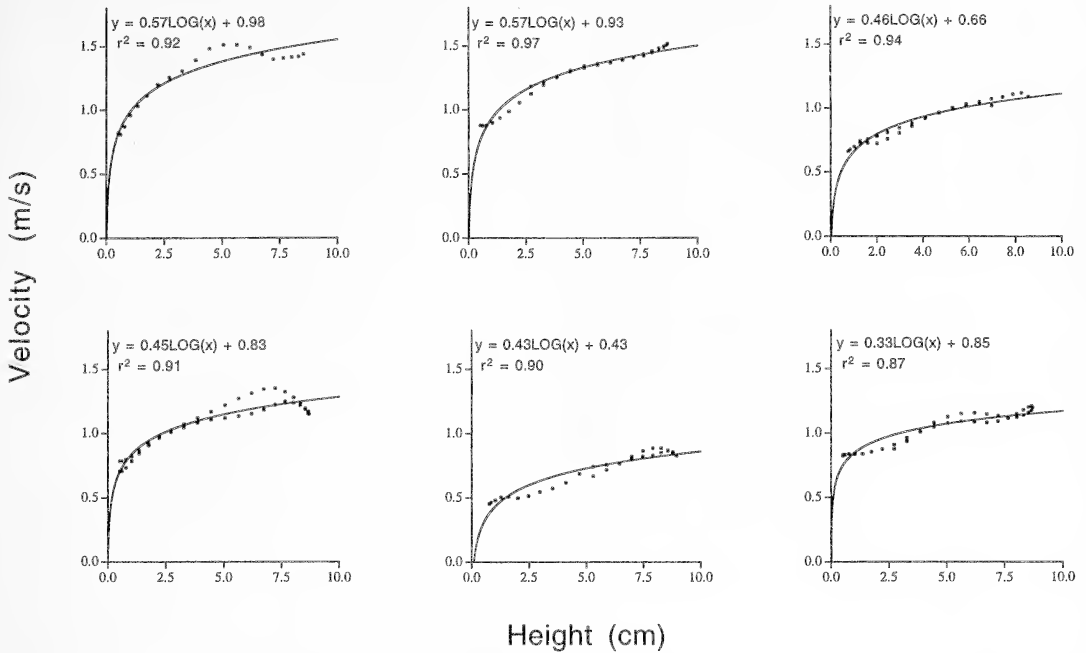 y = 0.57LOG(x) + 0.98
r² = 0.92
1.5
1.0
0.5
0.0
0.0 2.5 5.0 7.5 10.0
y = 0.57LOG(x) + 0.93
r² = 0.97
1.5
1.0
0.5
0.0
0.0 2.5 5.0 7.5 10.0
y = 0.46LOG(x) + 0.66
r² = 0.94
1.5
1.0
0.5
0.0
0.0 2.0 4.0 6.0 8.0 10.0
Velocity (m/s)
y = 0.45LOG(x) + 0.83
r² = 0.91
1.5
1.0
0.5
0.0
0.0 2.5 5.0 7.5 10.0
y = 0.43LOG(x) + 0.43
r² = 0.90
1.5
1.0
0.5
0.0
0.0 2.5 5.0 7.5 10.0
y = 0.33LOG(x) + 0.85
r² = 0.87
1.5
1.0
0.5
0.0
0.0 2.5 5.0 7.5 10.0
Height (cm)